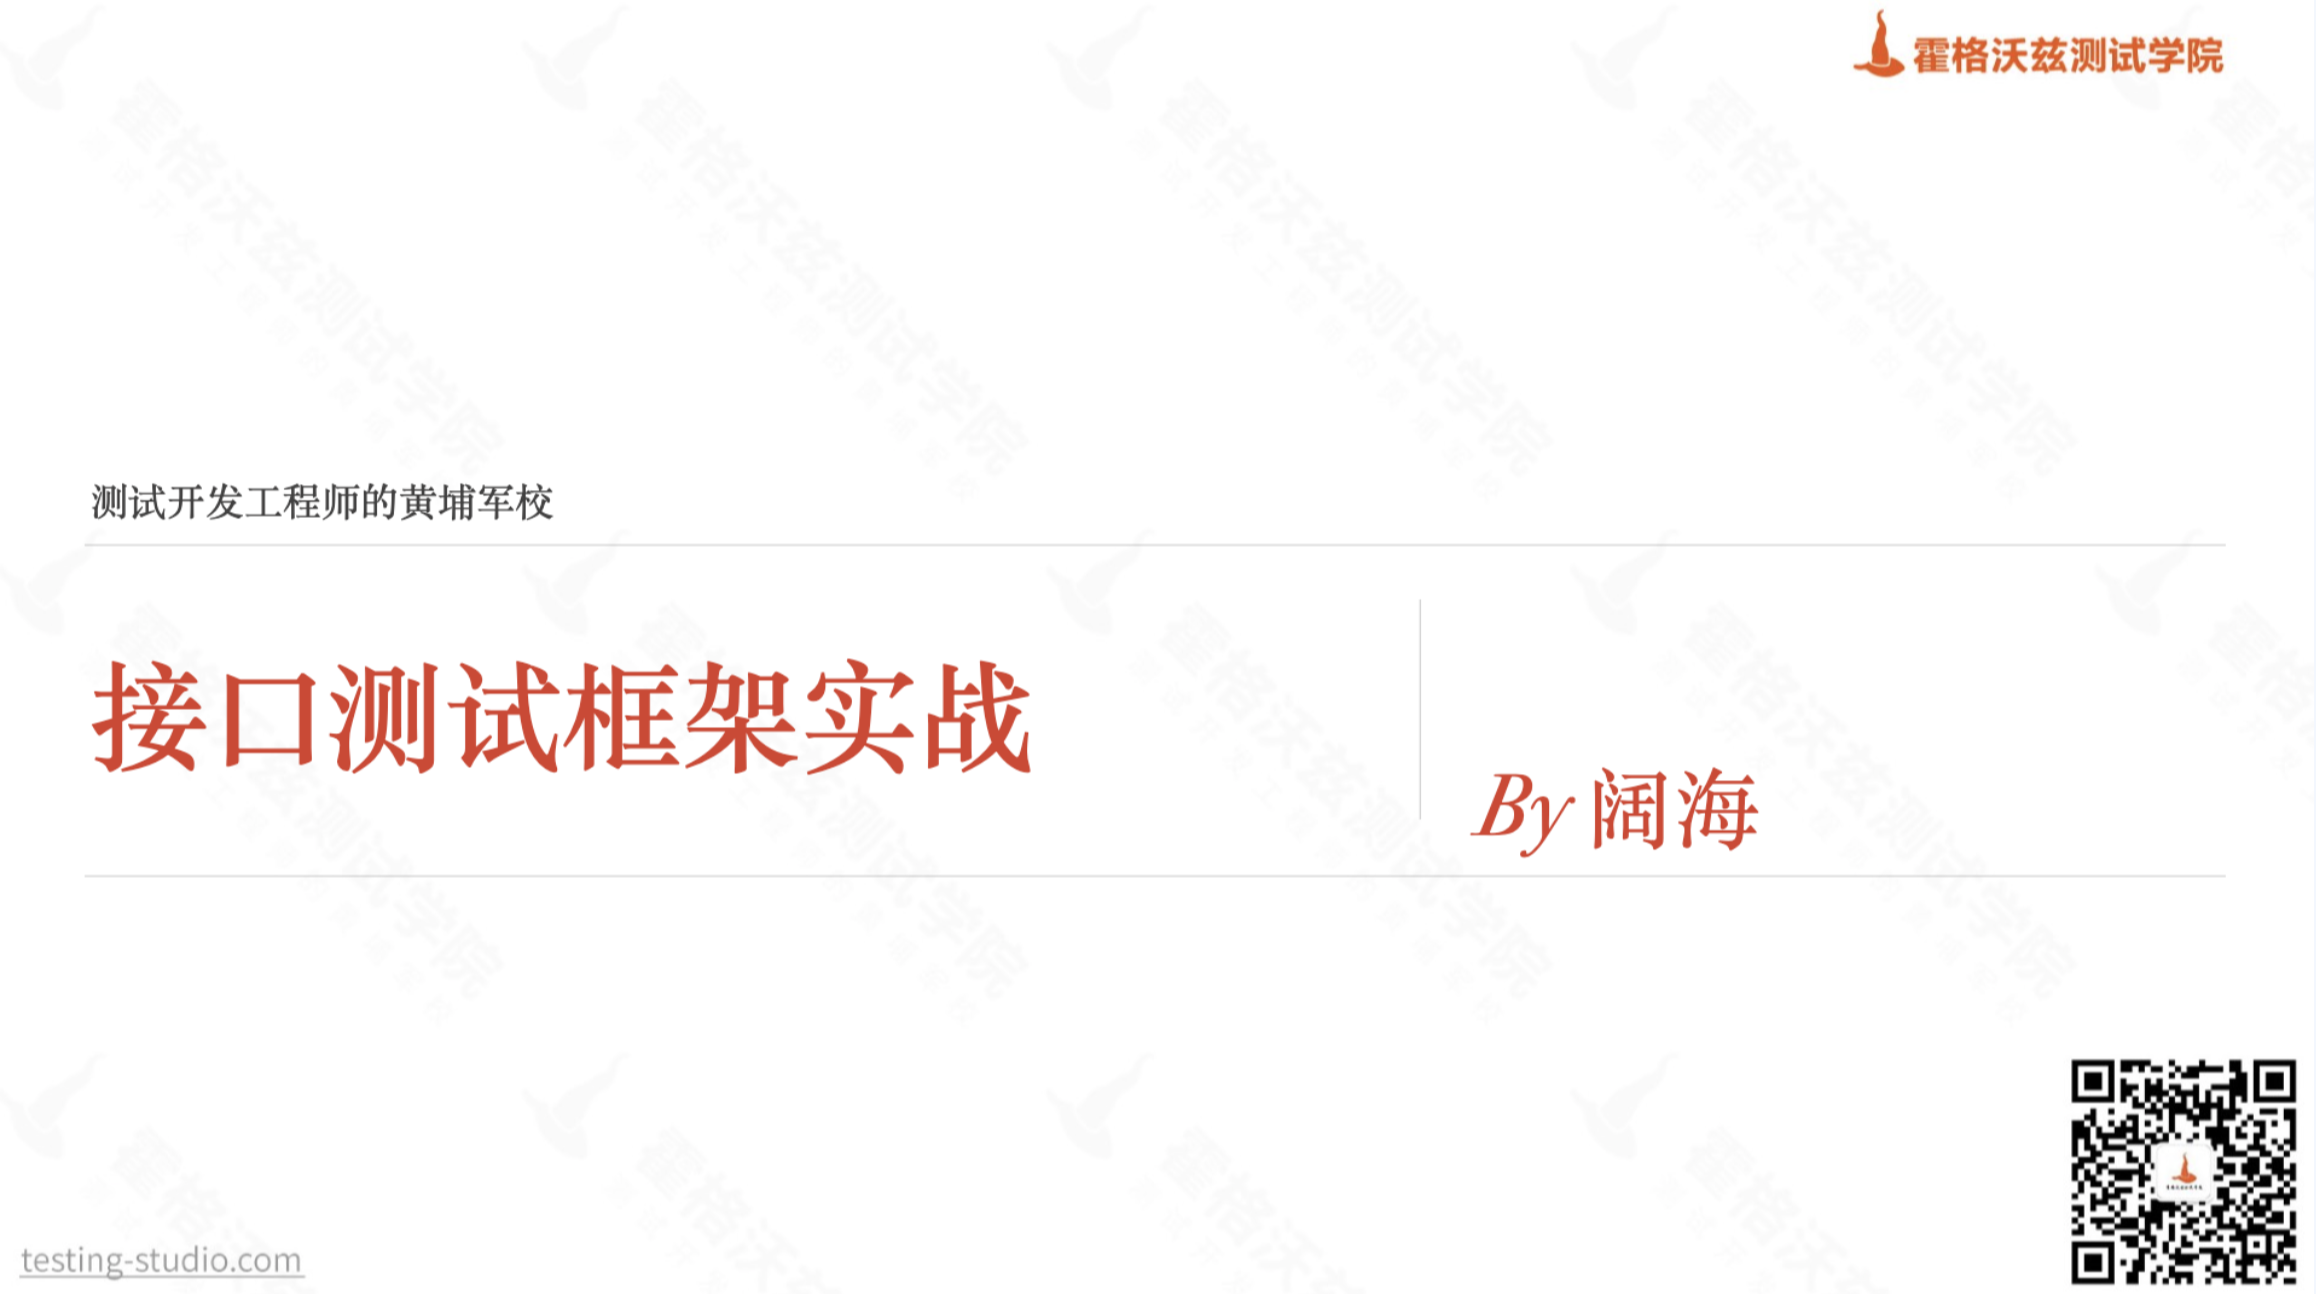 霍格沃兹测试学院
测试开发工程师的黄埔军校
接口测试框架实战
By 阔海
testing-studio.com